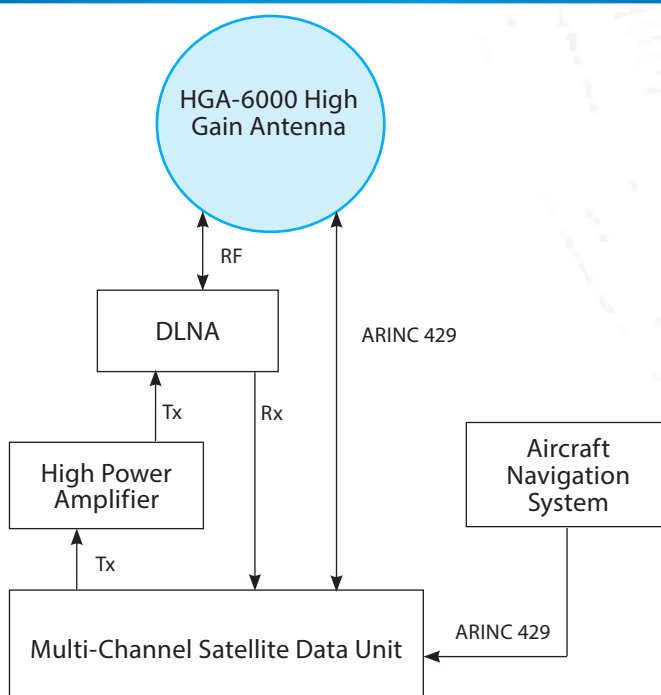 HGA-6000 High
Gain Antenna
RF
DLNA
ARINC 429
Tx
Rx
High Power
Amplifier
Aircraft
Navigation
System
Tx
ARINC 429
Multi-Channel Satellite Data Unit